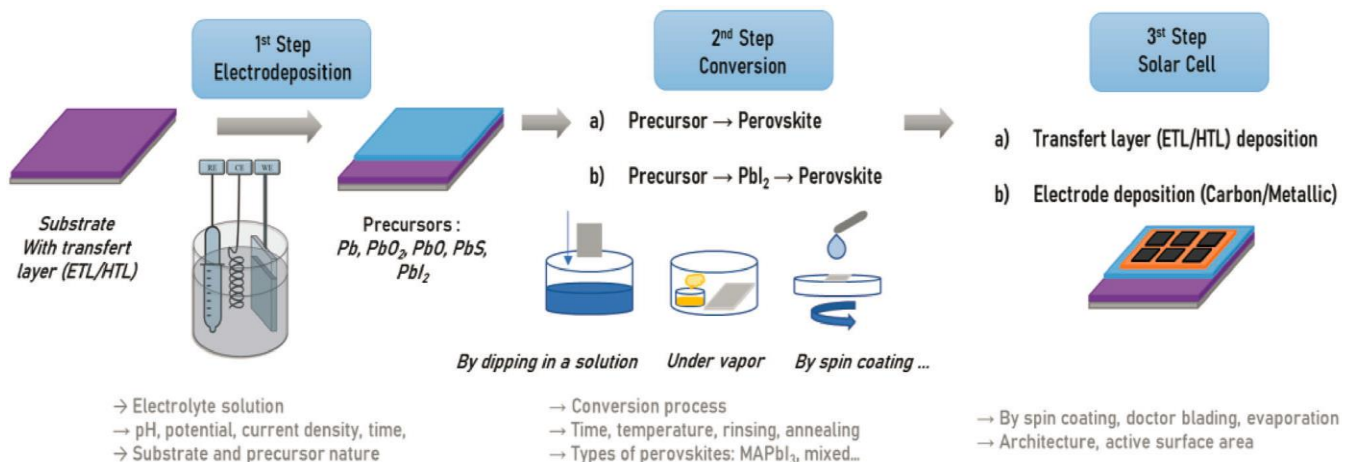 1st Step
Electrodeposition
2nd Step
Conversion
3st Step
Solar Cell
Substrate
With transfert
layer (ETL/HTL)
RE CE WE
Precursors :
Pb, PbO2, PbO, PbS,
PbI2
a) Precursor → Perovskite
b) Precursor → PbI2 → Perovskite
By dipping in a solution
Under vapor
By spin coating ...
a) Transfert layer (ETL/HTL) deposition
b) Electrode deposition (Carbon/Metallic)
→ Electrolyte solution
→ pH, potential, current density, time,
→ Substrate and precursor nature
→ Conversion process
→ Time, temperature, rinsing, annealing
→ Types of perovskites: MAPbI3, mixed...
→ By spin coating, doctor blading, evaporation
→ Architecture, active surface area